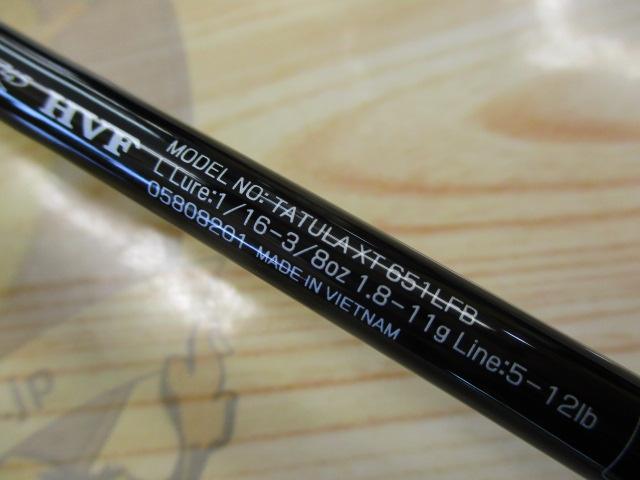 HVF
MODEL NO: TATULA XT 651LFB
L Lure:1/16-3/8oz 1.8-11g Line:5-12lb
05808201 MADE IN VIETNAM
.JP